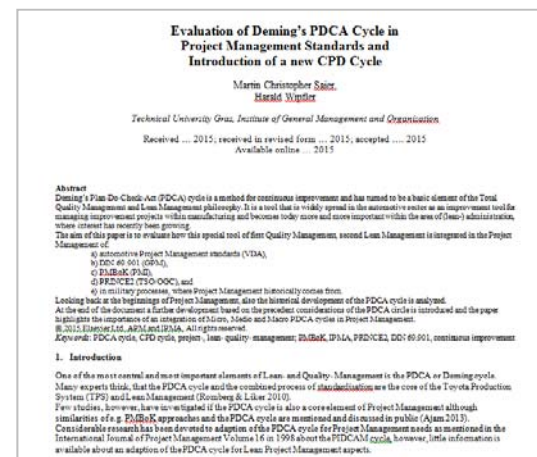 Evaluation of Deming's PDCA Cycle in
Project Management Standards and
Introduction of a new CPD Cycle
Martin Christopher Saier,
Harald Wipfler
Technical University Graz, Institute of General Management and Organisation
Received … 2015; received in revised form … 2015; accepted …. 2015
Available online … 2015
Abstract
Deming's Plan-Do-Check-Act (PDCA) cycle is a method for continuous improvement and has turned to be a basic element of the Total
Quality Management and Lean Management philosophy. It is a tool that is widely spread in the automotive sector as an improvement tool for
managing improvement projects within manufacturing and becomes today more and more important within the area of (lean-) administration,
where interest has recently been growing.
The aim of this paper is to evaluate how this special tool of first Quality Management, second Lean Management is integrated in the Project
Management of:
a) automotive Project Management standards (VDA),
b) DIN 69 901 (GPM),
c) PMBoK (PMI),
d) PRINCE2 (TSO/OGC), and
e) in military processes, where Project Management historically comes from.
Looking back at the beginnings of Project Management, also the historical development of the PDCA cycle is analysed.
At the end of the document a further development based on the precedent considerations of the PDCA cycle is introduced and the paper
highlights the importance of an integration of Micro, Medio and Macro PDCA cycles in Project Management.
© 2015 Elsevier Ltd. APM and IPMA. All rights reserved.
Keywords: PDCA cycle, CPD cycle, project-, lean- quality- management; PMBoK, IPMA, PRINCE2, DIN 69.901, continuous improvement
1. Introduction
One of the most central and most important elements of Lean- and Quality- Management is the PDCA or Deming cycle.
Many experts think, that the PDCA cycle and the combined process of standardisation are the core of the Toyota Production
System (TPS) and Lean Management (Romberg & Liker 2010).
Few studies, however, have investigated if the PDCA cycle is also a core element of Project Management although
similarities of e.g. PMBoK approaches and the PDCA cycle are mentioned and discussed in public (Ajam 2013).
Considerable research has been devoted to adaption of the PDCA cycle for Project Management needs as mentioned in the
International Journal of Project Management Volume 16 in 1998 about the PIDCAM cycle, however, little information is
available about an adaption of the PDCA cycle for Lean Project Management aspects.